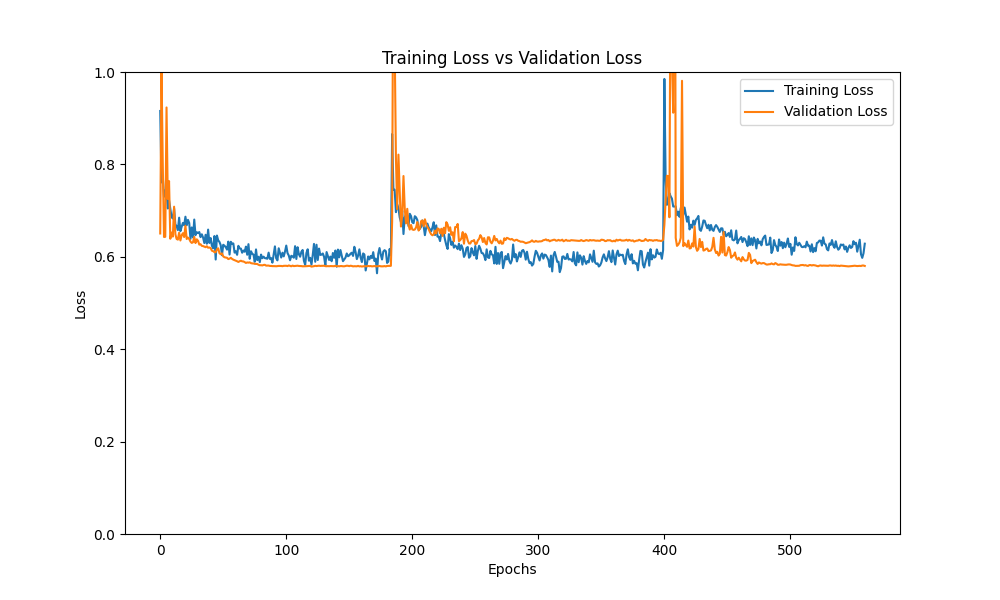 Training Loss vs Validation Loss
1.0
0.8
0.6
0.4
0.2
0.0
Loss
Training Loss
Validation Loss
0 100 200 300 400 500
Epochs